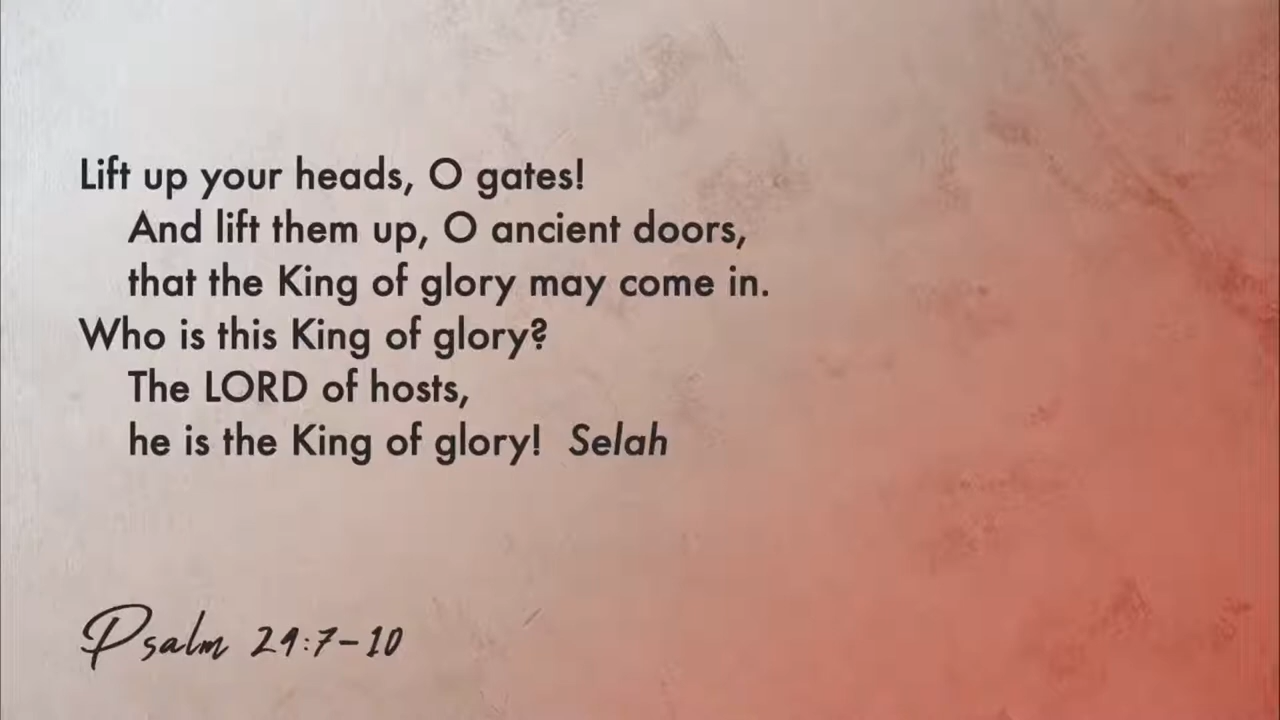 Lift up your heads, O gates!
And lift them up, O ancient doors,
that the King of glory may come in.
Who is this King of glory?
The LORD of hosts,
he is the King of glory! Selah
Psalm 24:7-10